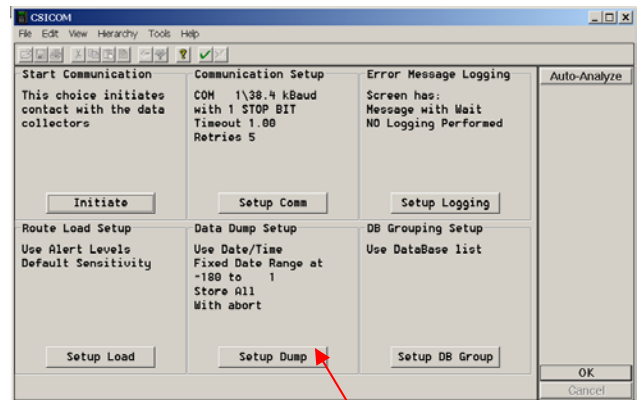 CSICOM
File Edit View Hierarchy Tools Help
Start Communication
This choice initiates
contact with the data
collectors
Initiate
Communication Setup
COM 1\38.4 kBaud
with 1 STOP BIT
Timeout 1.00
Retries 5
Setup Comm
Error Message Logging
Screen has:
Message with Wait
NO Logging Performed
Setup Logging
Auto-Analyze
Route Load Setup
Use Alert Levels
Default Sensitivity
Setup Load
Data Dump Setup
Use Date/Time
Fixed Date Range at
-180 to 1
Store All
With abort
Setup Dump
DB Grouping Setup
Use DataBase list
Setup DB Group
OK
Cancel